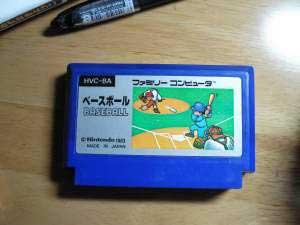 HVC-BA
ファミリー コンピュータ
ベースボール
BASEBALL
©Nintendo 1983
MADE IN JAPAN